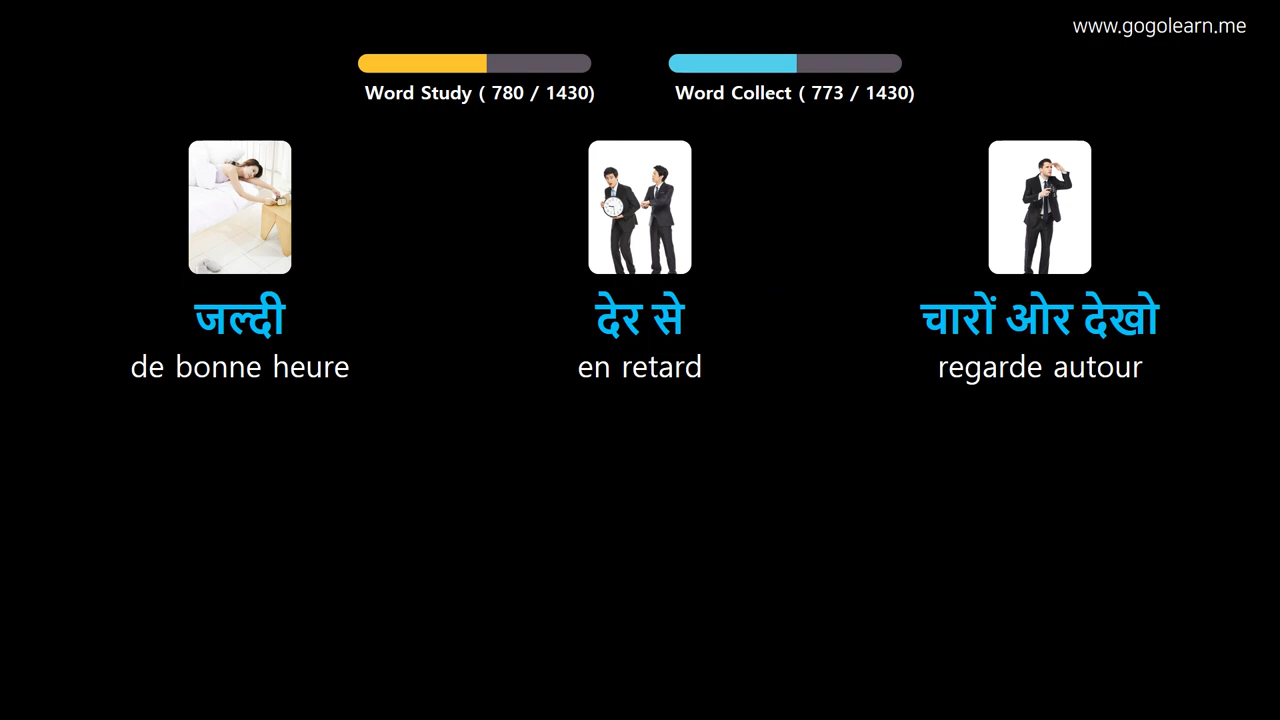 www.gogolearn.me
Word Study ( 780 / 1430)
Word Collect ( 773 / 1430)
जल्दी
de bonne heure
देर से
en retard
चारों ओर देखो
regarde autour